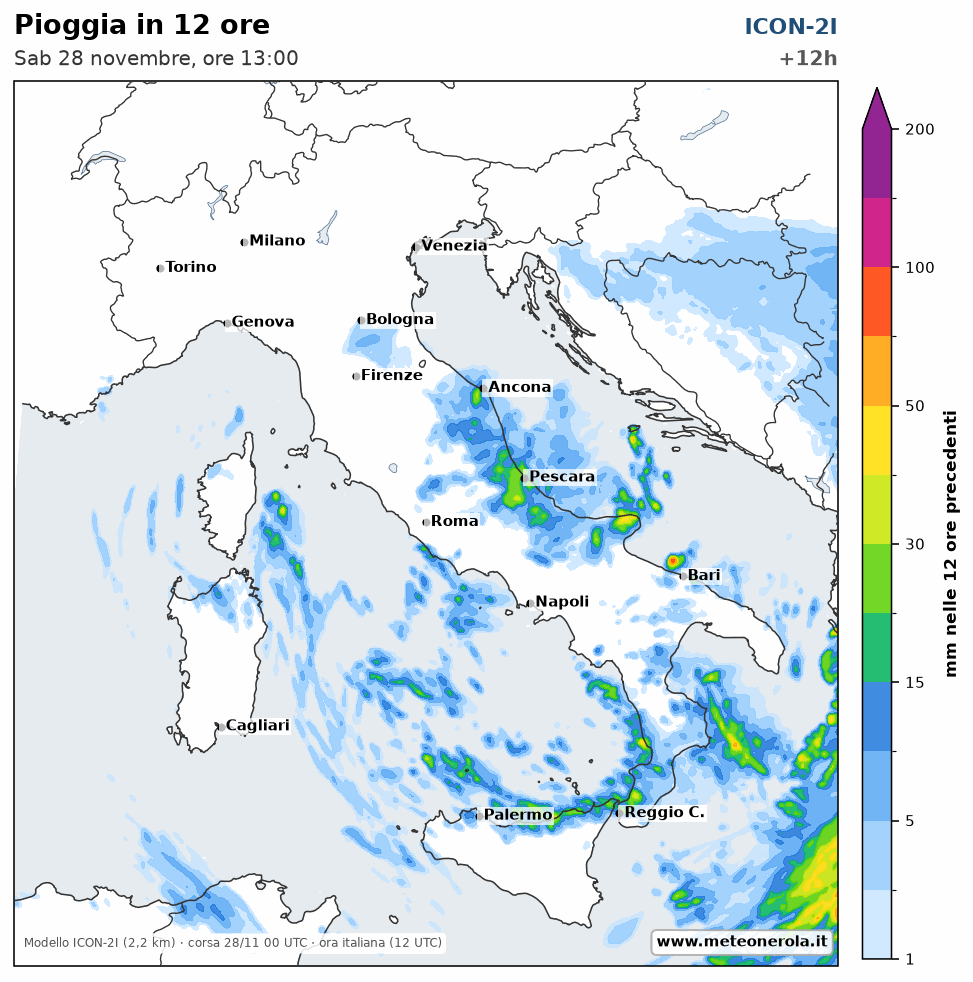 Pioggia in 12 ore
ICON-2I
Sab 28 novembre, ore 13:00
+12h
200
100
50
30
15
5
1
mm nelle 12 ore precedenti
Milano
Venezia
Torino
Genova
Bologna
Firenze
Ancona
Pescara
Roma
Bari
Napoli
Cagliari
Palermo
Reggio C.
Modello ICON-2I (2,2 km) · corsa 28/11 00 UTC · ora italiana (12 UTC)
www.meteonerola.it